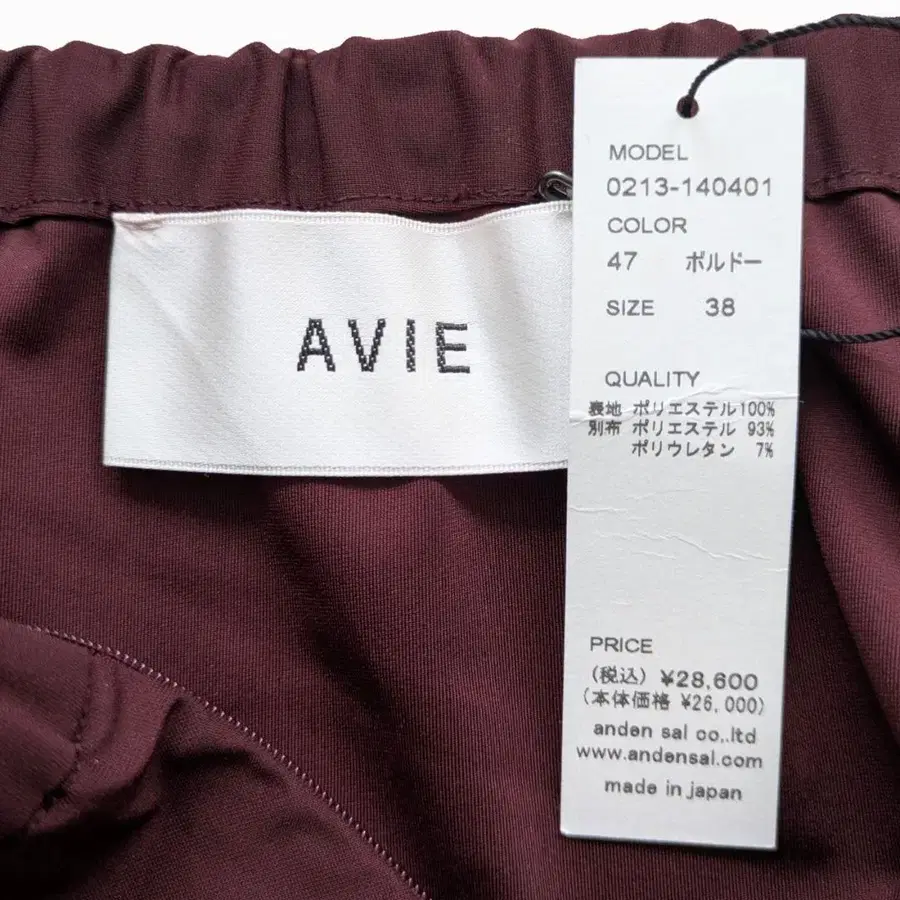 AVIE
MODEL
0213-140401
COLOR
47 ボルドー
SIZE 38
QUALITY
表地 ポリエステル100%
別布 ポリエステル 93%
ポリウレタン 7%
PRICE
(税込) ¥28,600
(本体価格 ¥26,000)
anden sal co,.ltd
www.andensal.com
made in japan